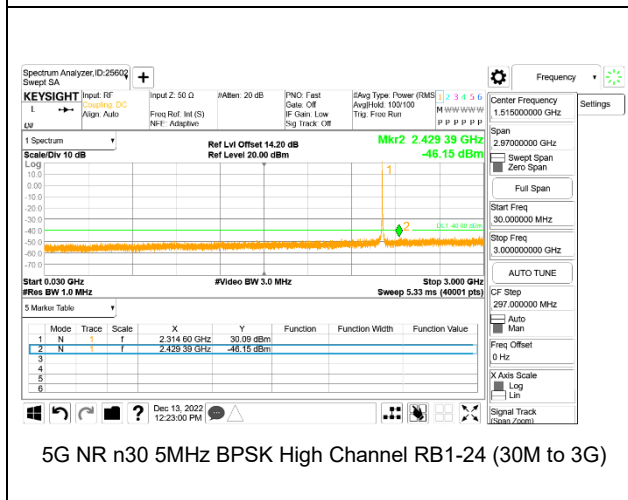 Spectrum Analyzer,ID:25602
Swept SA
+
Frequency
KEYSIGHT
L
Input: RF
Coupling: DC
Align: Auto
Input Z: 50 Ω
Freq Ref: Int (S)
NFE: Adaptive
#Atten: 20 dB
PNO: Fast
Gate: Off
IF Gain: Low
Sig Track: Off
#Avg Type: Power (RMS
Avg|Hold: 100/100
Trig: Free Run
1 2 3 4 5 6
M W W W W W
P P P P P P
Settings
1 Spectrum
Scale/Div 10 dB
Ref Lvl Offset 14.20 dB
Ref Level 20.00 dBm
Mkr2 2.429 39 GHz
-46.15 dBm
Log
10.0
0.00
-10.0
-20.0
-30.0
-40.0
-50.0
-60.0
-70.0
1
2
DL1 -40.00 dBm
Start 0.030 GHz
#Res BW 1.0 MHz
#Video BW 3.0 MHz
Stop 3.000 GHz
Sweep 5.33 ms (40001 pts)
5 Marker Table
Mode Trace Scale X Y Function Function Width Function Value
1 N 1 f 2.314 60 GHz 30.09 dBm
2 N 1 f 2.429 39 GHz -46.15 dBm
3
4
5
6
Center Frequency
1.515000000 GHz
Span
2.97000000 GHz
Swept Span
Zero Span
Full Span
Start Freq
30.000000 MHz
Stop Freq
3.000000000 GHz
AUTO TUNE
CF Step
297.000000 MHz
Auto
Man
Freq Offset
0 Hz
X Axis Scale
Log
Lin
Signal Track
(Span Zoom)
?
Dec 13, 2022
12:23:00 PM
5G NR n30 5MHz BPSK High Channel RB1-24 (30M to 3G)